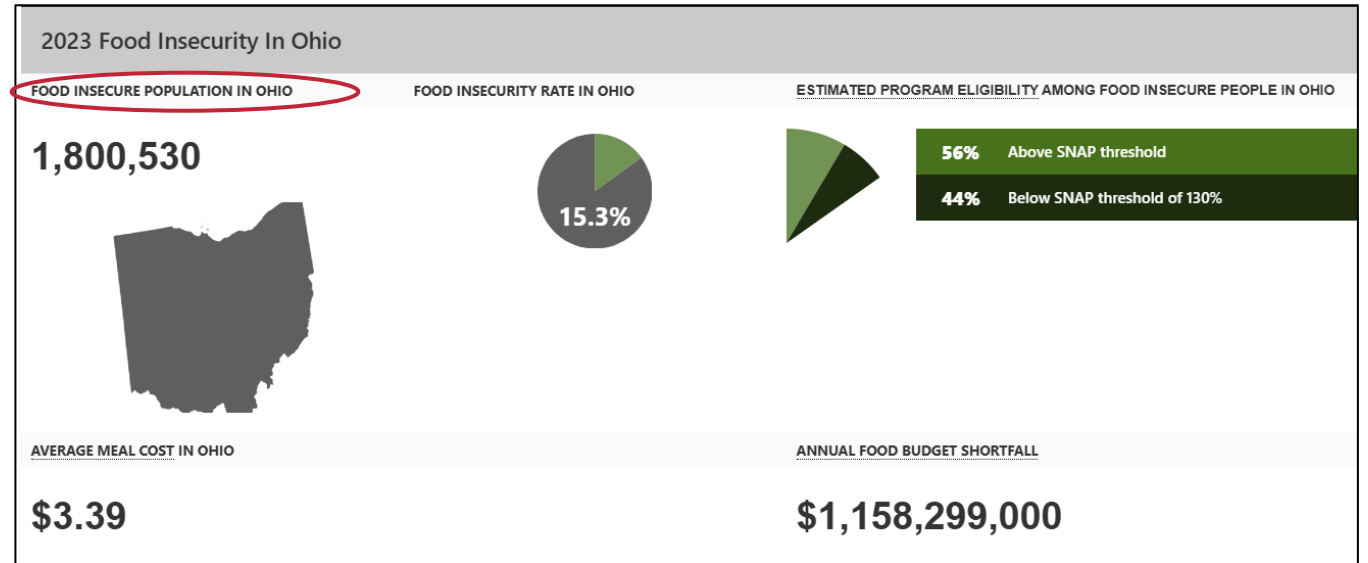 2023 Food Insecurity In Ohio
FOOD INSECURE POPULATION IN OHIO
1,800,530
FOOD INSECURITY RATE IN OHIO
15.3%
ESTIMATED PROGRAM ELIGIBILITY AMONG FOOD INSECURE PEOPLE IN OHIO
56% Above SNAP threshold
44% Below SNAP threshold of 130%
AVERAGE MEAL COST IN OHIO
$3.39
ANNUAL FOOD BUDGET SHORTFALL
$1,158,299,000